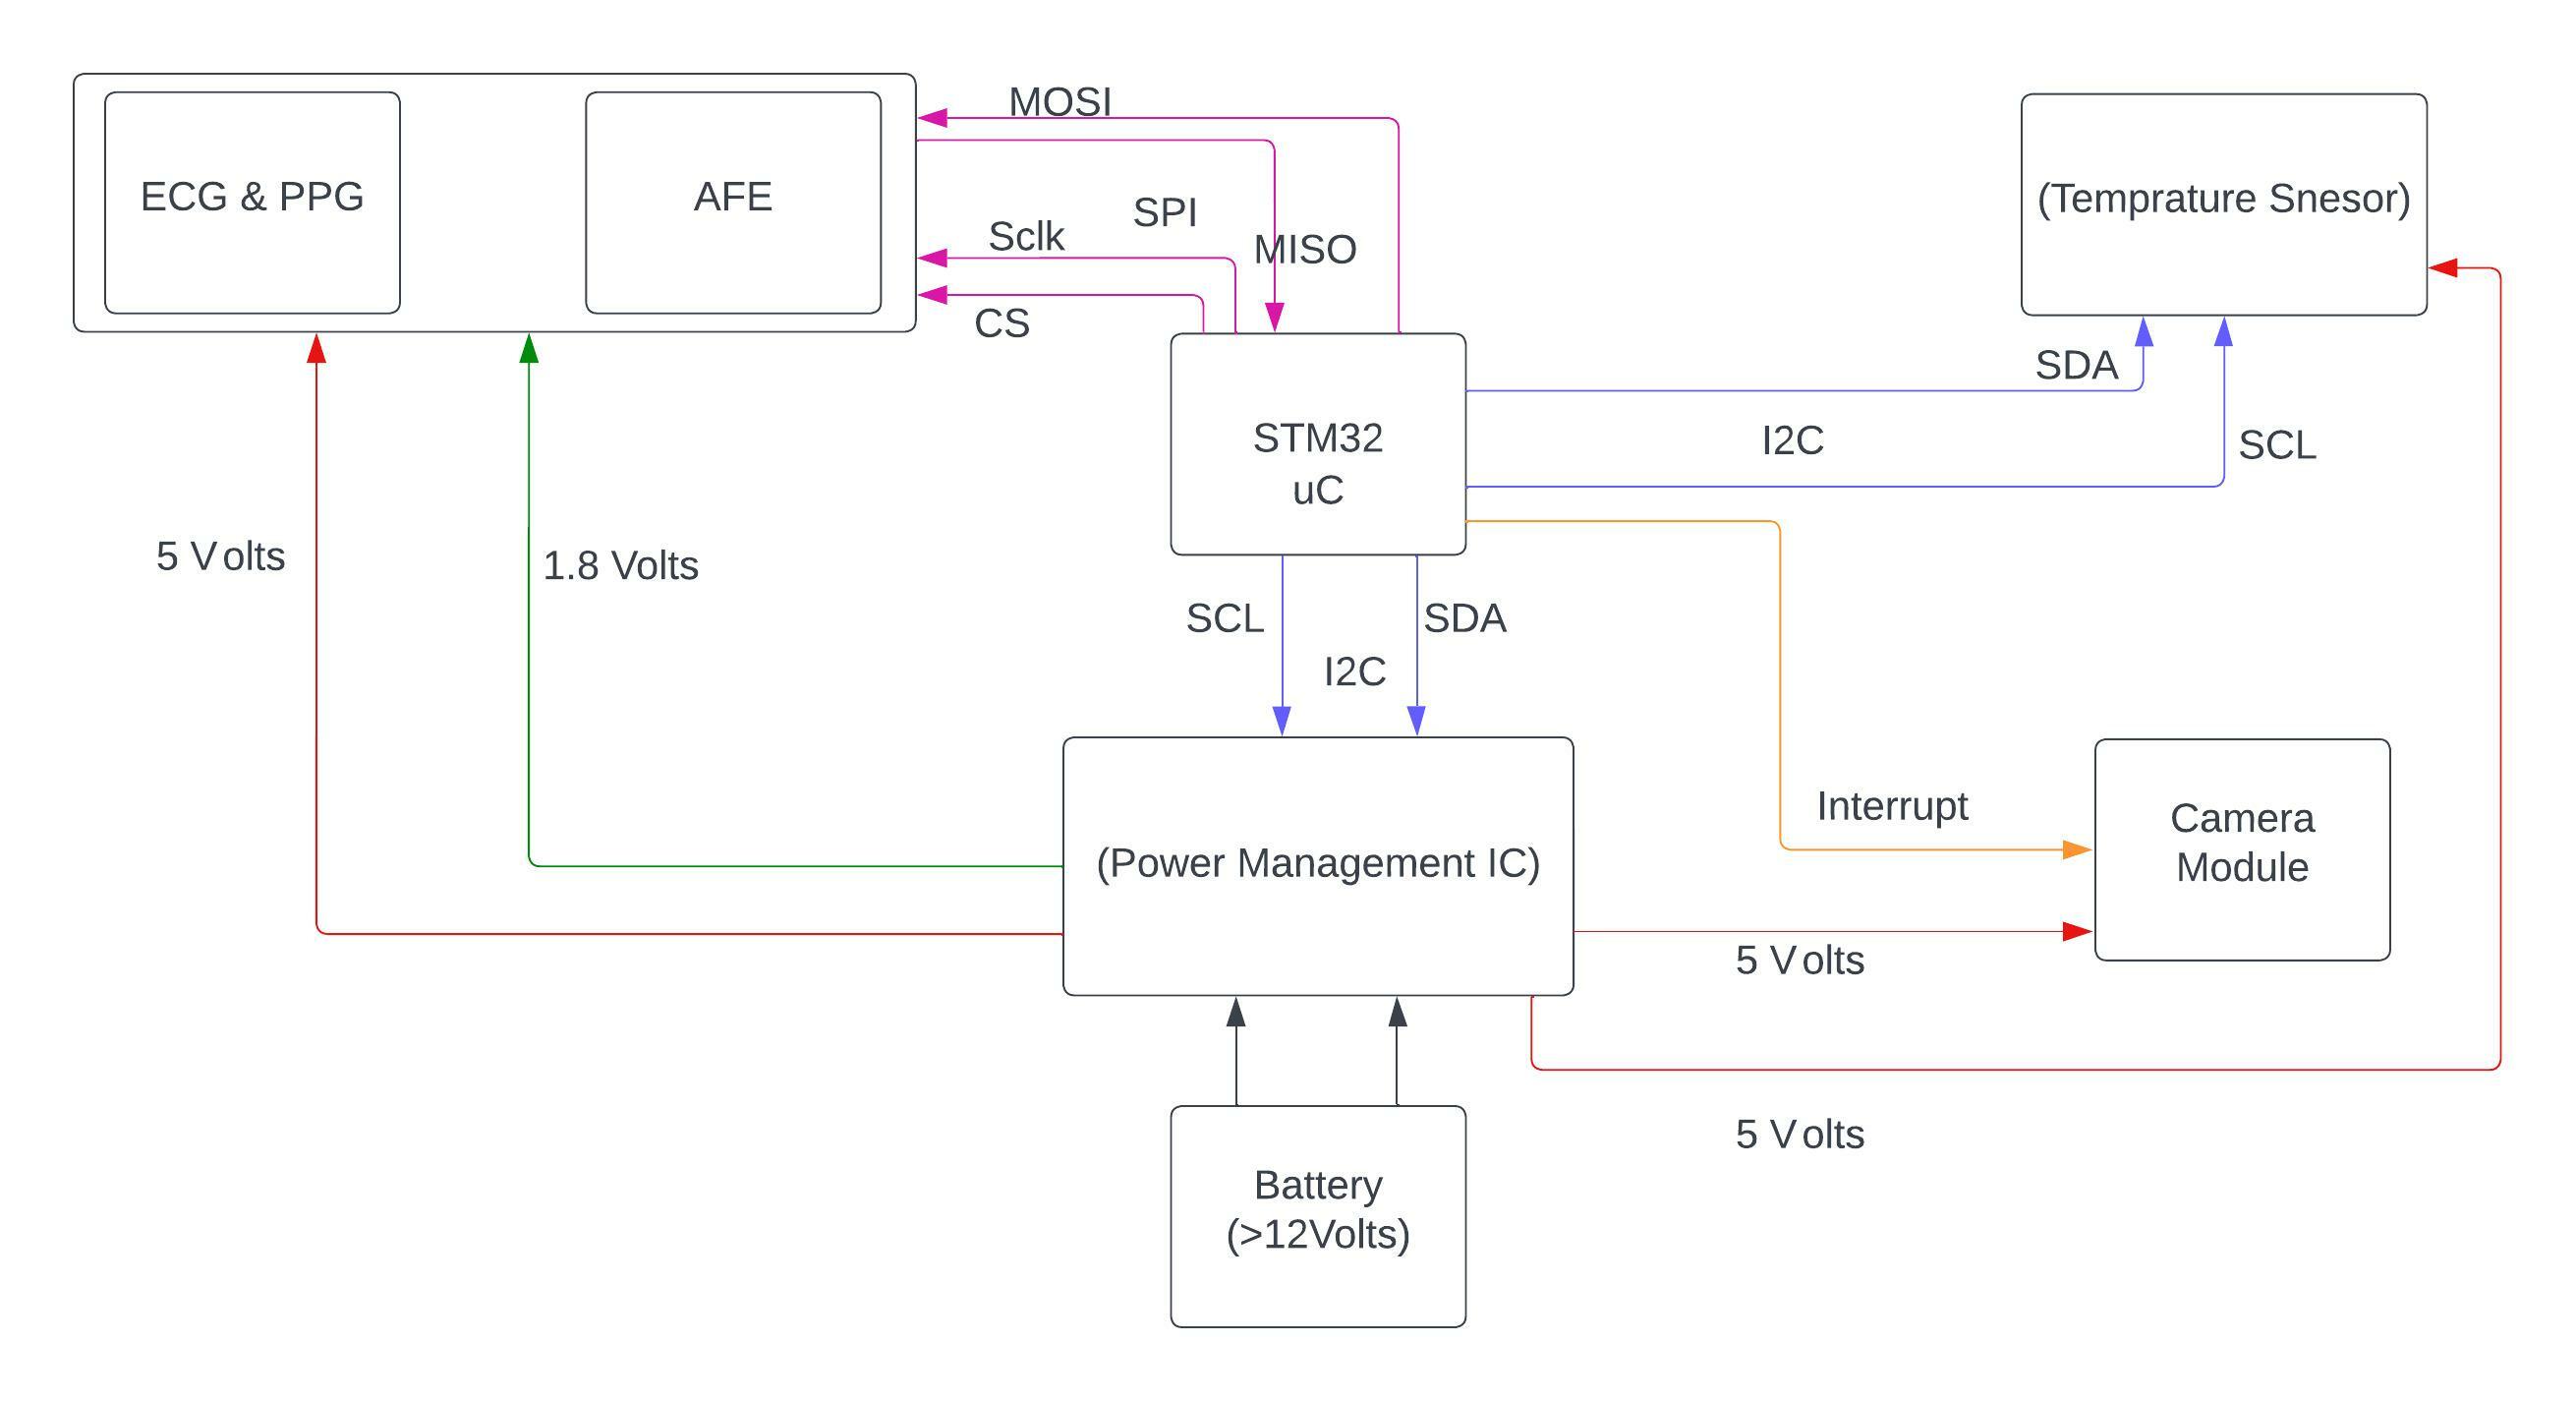 MOSI
ECG & PPG
AFE
(Temprature Snesor)
SPI
Sclk
MISO
CS
SDA
STM32
uC
I2C
SCL
5 Volts
1.8 Volts
SCL
SDA
I2C
Interrupt
Camera
Module
(Power Management IC)
5 Volts
5 Volts
Battery
(>12Volts)